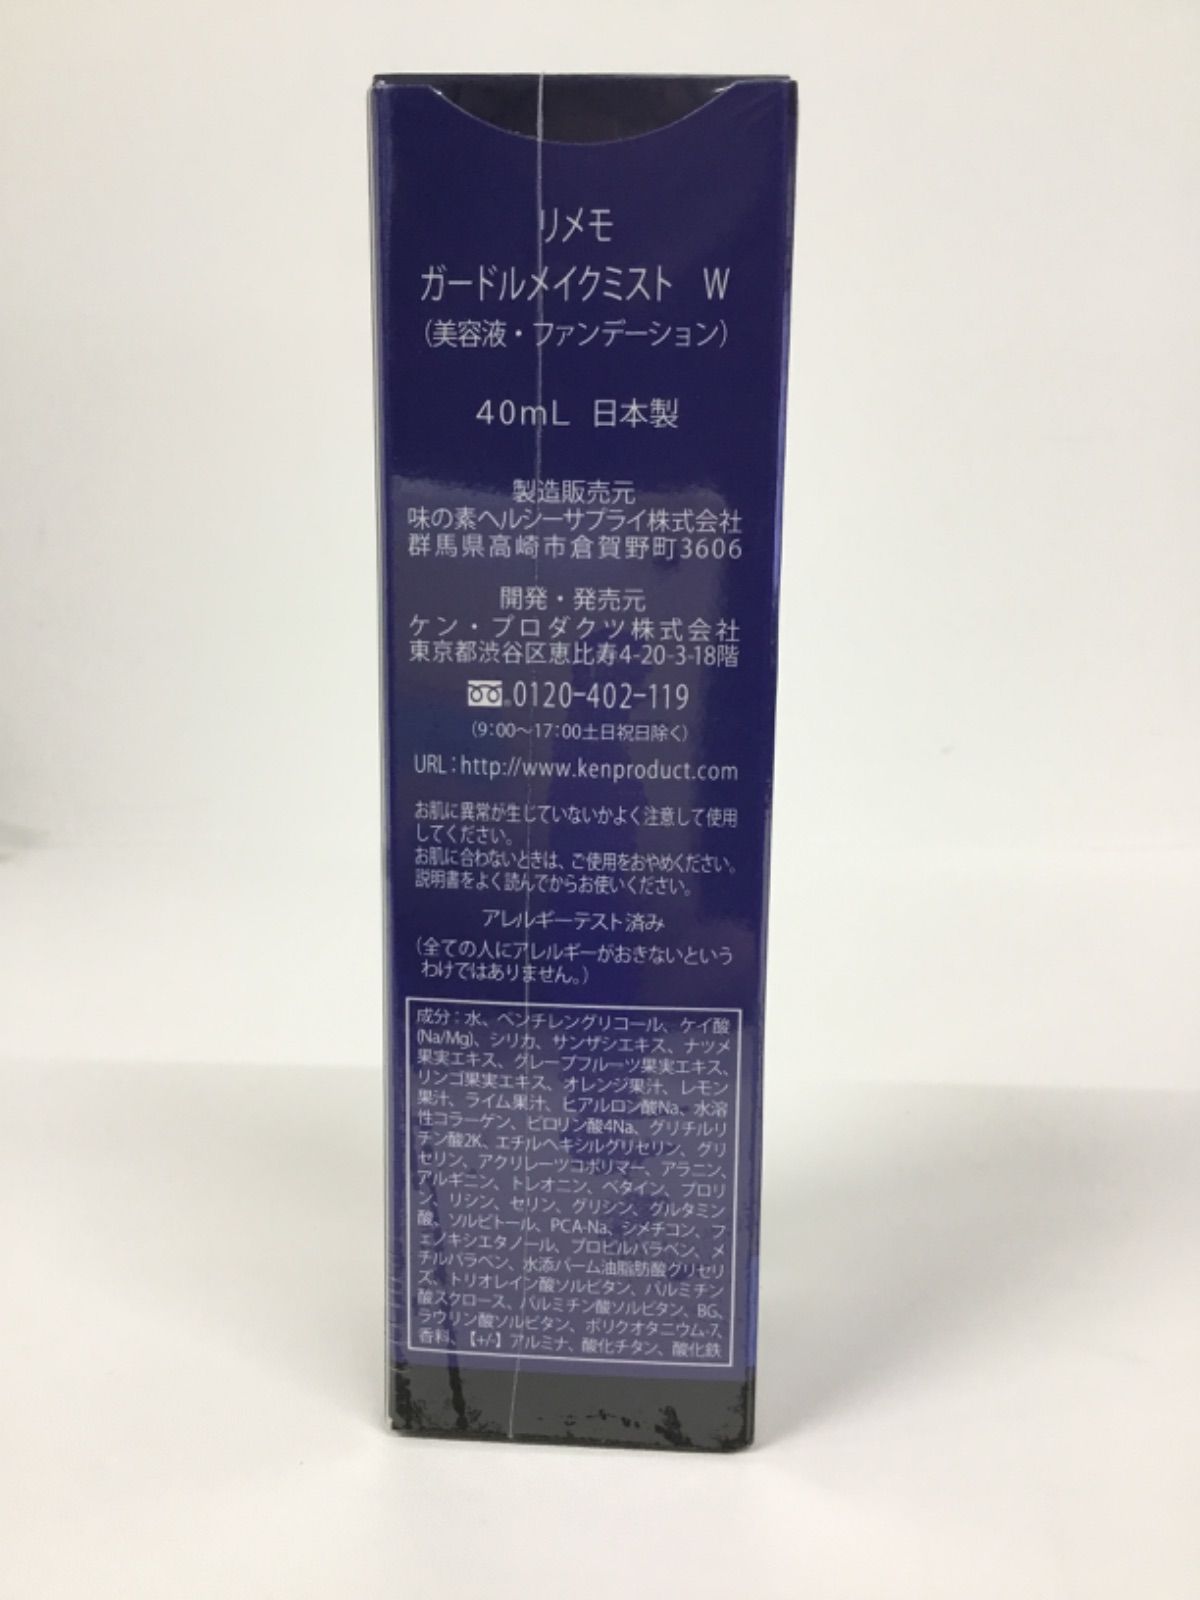 リメモ
ガードルメイクミスト W
(美容液・ファンデーション)
40mL 日本製
製造販売元
味の素ヘルシーサプライ株式会社
群馬県高崎市倉賀野町3606
開発・発売元
ケン・プロダクツ株式会社
東京都渋谷区恵比寿4-20-3-18階
0120-402-119
(9:00〜17:00土日祝日除く)
URL:http://www.kenproduct.com
お肌に異常が生じていないかよく注意して使用
してください。
お肌に合わないときは、ご使用をおやめください。
説明書をよく読んでからお使いください。
アレルギーテスト済み
(全ての人にアレルギーがおきないという
わけではありません。)
成分:水、ペンチレングリコール、ケイ酸
(Na/Mg)、シリカ、サンザシエキス、ナツメ
果実エキス、グレープフルーツ果実エキス、
リンゴ果実エキス、オレンジ果汁、レモン
果汁、ライム果汁、ヒアルロン酸Na、水溶
性コラーゲン、ピロリン酸4Na、グリチルリ
チン酸2K、エチルヘキシルグリセリン、グリ
セリン、アクリレーツコポリマー、アラニン、
アルギニン、トレオニン、ベタイン、プロリ
ン、リシン、セリン、グリシン、グルタミン
酸、ソルビトール、PCA-Na、シメチコン、フ
ェノキシエタノール、プロピルパラベン、メ
チルパラベン、水添パーム油脂肪酸グリセリ
ズ、トリオレイン酸ソルビタン、パルミチン
酸スクロース、パルミチン酸ソルビタン、BG、
ラウリン酸ソルビタン、ポリクオタニウム-7、
香料、【+/-】アルミナ、酸化チタン、酸化鉄